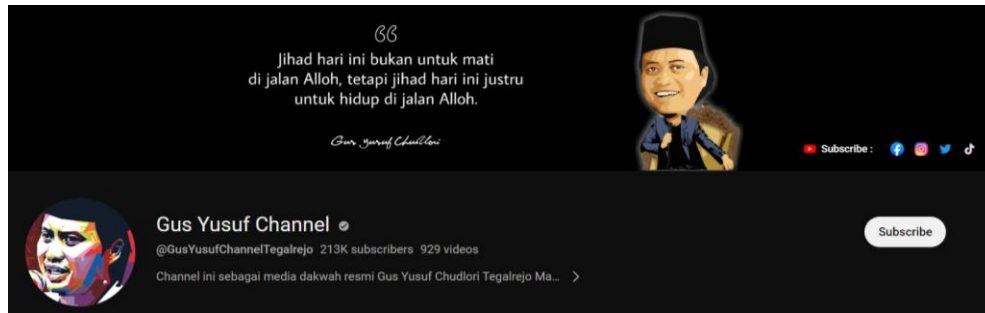 Jihad hari ini bukan untuk mati
di jalan Alloh, tetapi jihad hari ini justru
untuk hidup di jalan Alloh.
Gus Yusuf Chudlori
Subscribe :
Gus Yusuf Channel
@GusYusufChannelTegalrejo 213K subscribers 929 videos
Subscribe
Channel ini sebagai media dakwah resmi Gus Yusuf Chudlori Tegalrejo Ma...